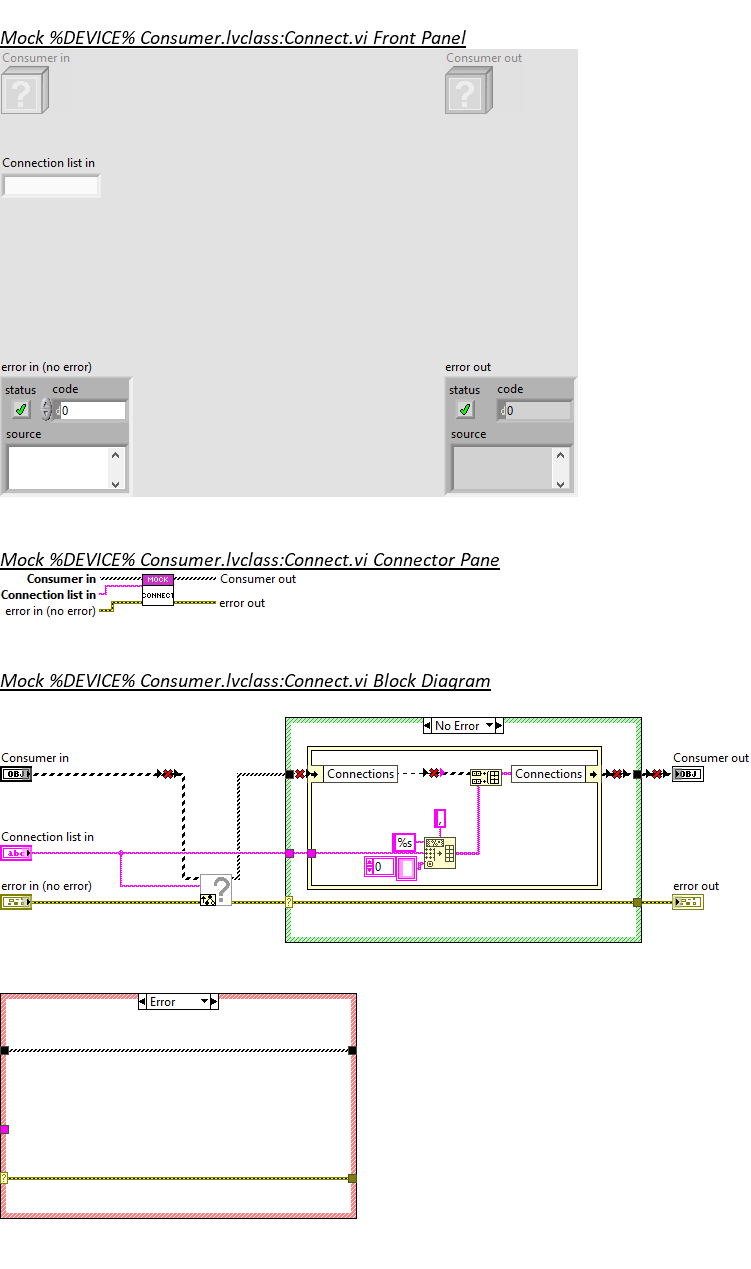 Mock %DEVICE% Consumer.lvclass:Connect.vi Front Panel
Consumer in
Consumer out
?
?
Connection list in
error in (no error)
error out
status code
status code
0
0
source
source
Mock %DEVICE% Consumer.lvclass:Connect.vi Connector Pane
Consumer in
MOCK
Consumer out
Connection list in
CONNECT
error in (no error)
error out
Mock %DEVICE% Consumer.lvclass:Connect.vi Block Diagram
No Error
Consumer in
Consumer out
OBJ
Connections
Connections
OBJ
,
Connection list in
%s
abc
0
error in (no error)
?
error out
?
Error
?